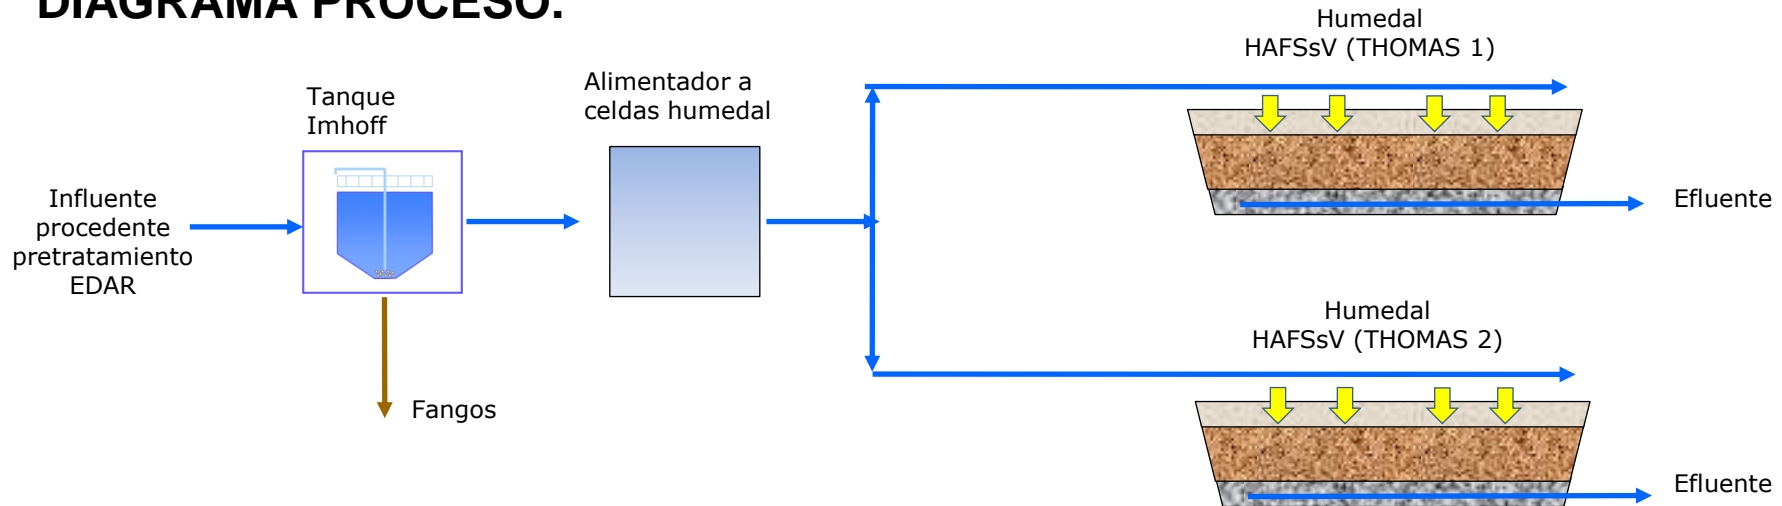 DIAGRAMA PROCESO.
Humedal
HAFSsV (THOMAS 1)
Tanque
Imhoff
Alimentador a
celdas humedal
Influente
procedente
pretratamiento
EDAR
Efluente
Humedal
HAFSsV (THOMAS 2)
Fangos
Efluente